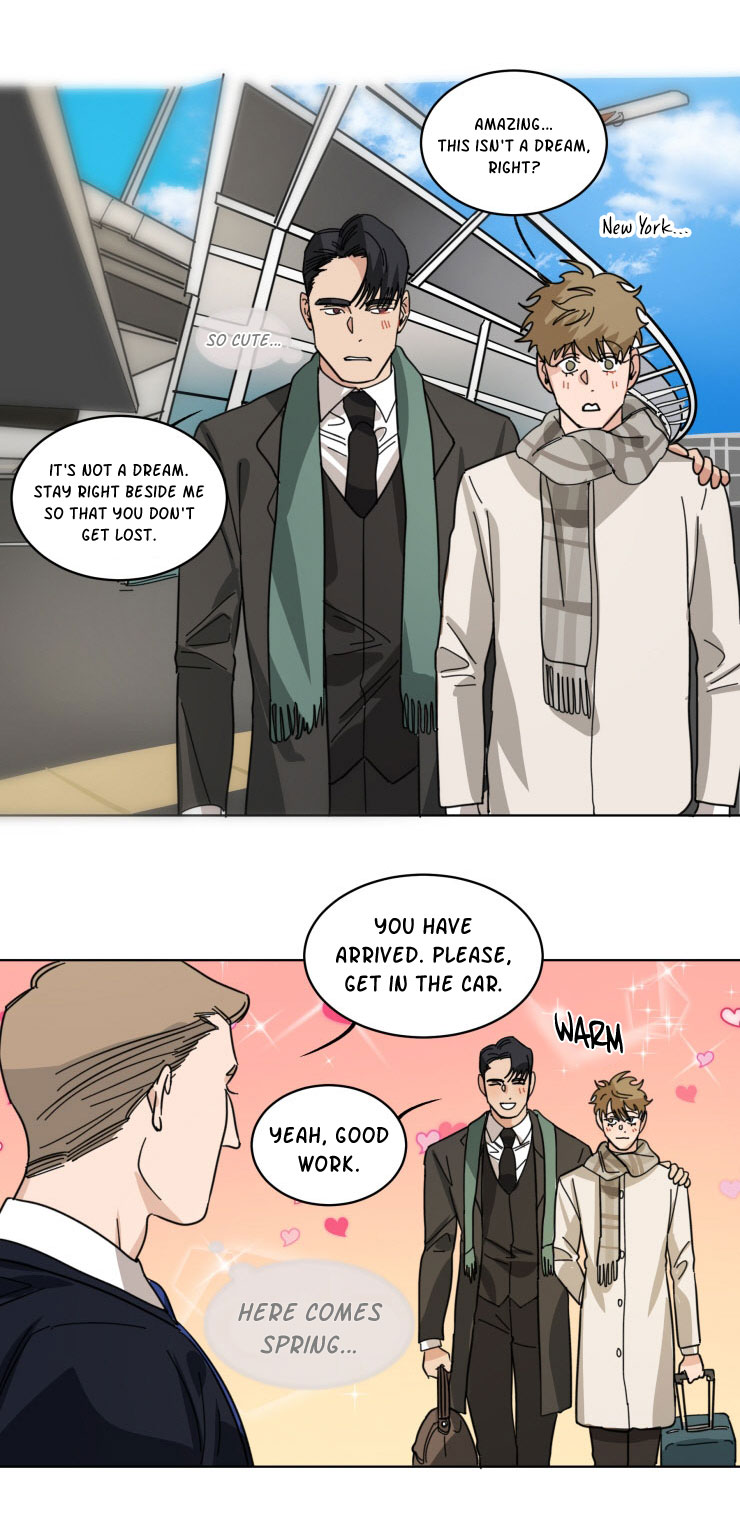 AMAZING...
THIS ISN'T A DREAM,
RIGHT?
New York...
SO CUTE...
IT'S NOT A DREAM.
STAY RIGHT BESIDE ME
SO THAT YOU DON'T
GET LOST.
YOU HAVE
ARRIVED. PLEASE,
GET IN THE CAR.
WARM
YEAH, GOOD
WORK.
HERE COMES
SPRING...